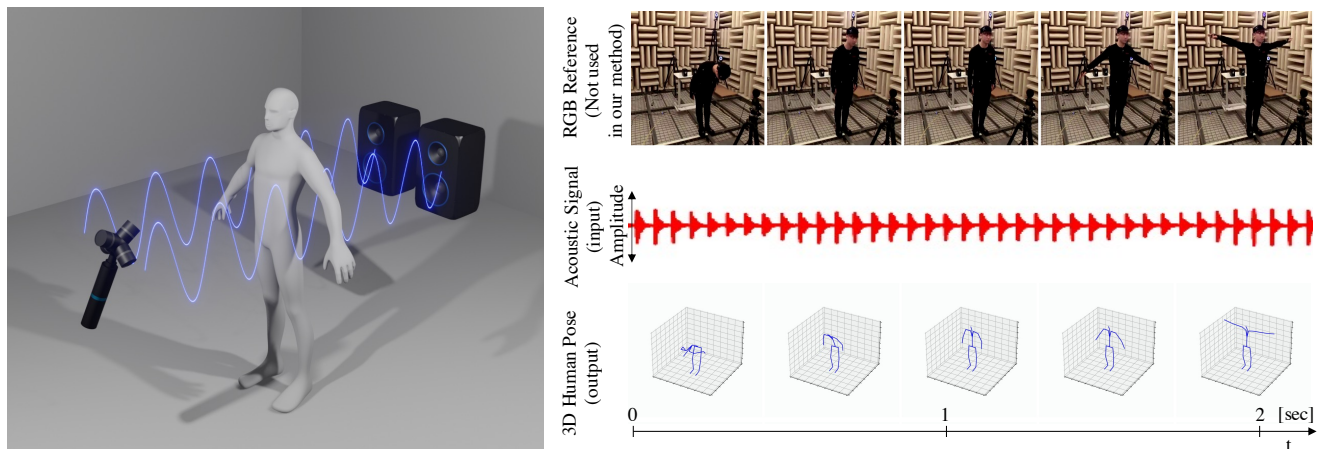 RGB Reference
(Not used
in our method)
Acoustic Signal
(input)
Amplitude
3D Human Pose
(output)
0 1 2 [sec]
t